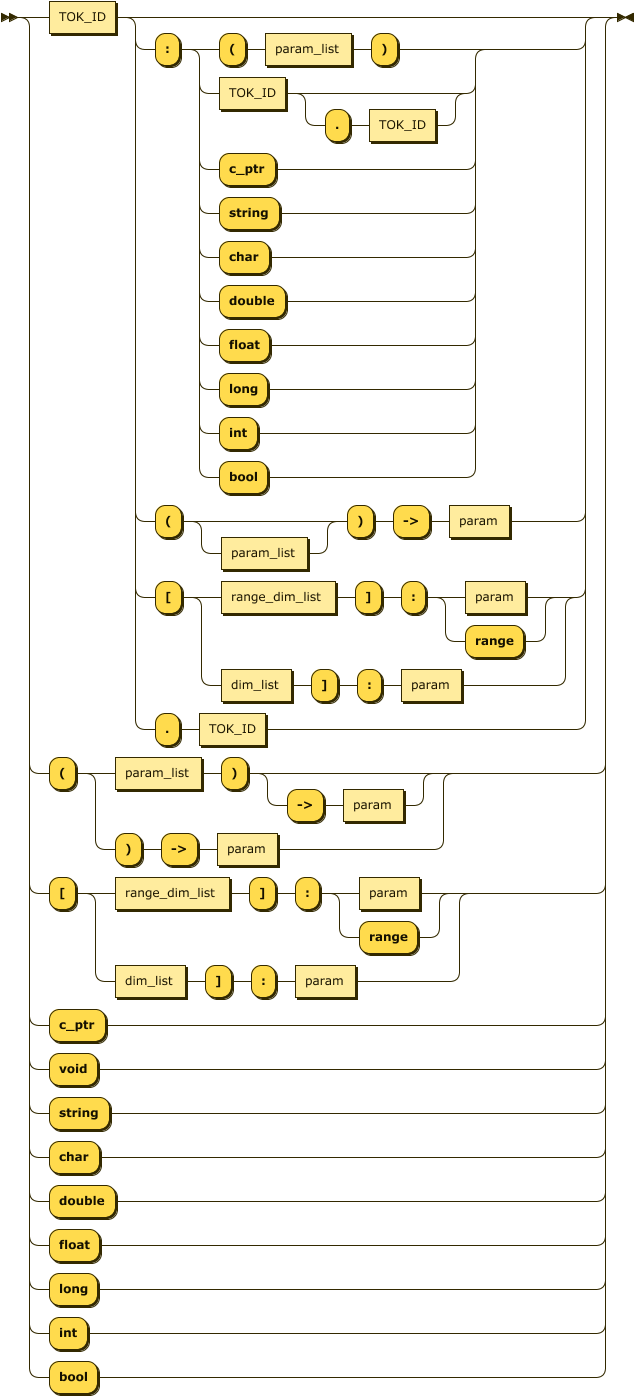 TOK_ID
: ( param_list )
TOK_ID
. TOK_ID
c_ptr
string
char
double
float
long
int
bool
( ) -> param
param_list
[ range_dim_list ] : param
range
dim_list ] : param
. TOK_ID
( param_list )
-> param
) -> param
[ range_dim_list ] : param
range
dim_list ] : param
c_ptr
void
string
char
double
float
long
int
bool